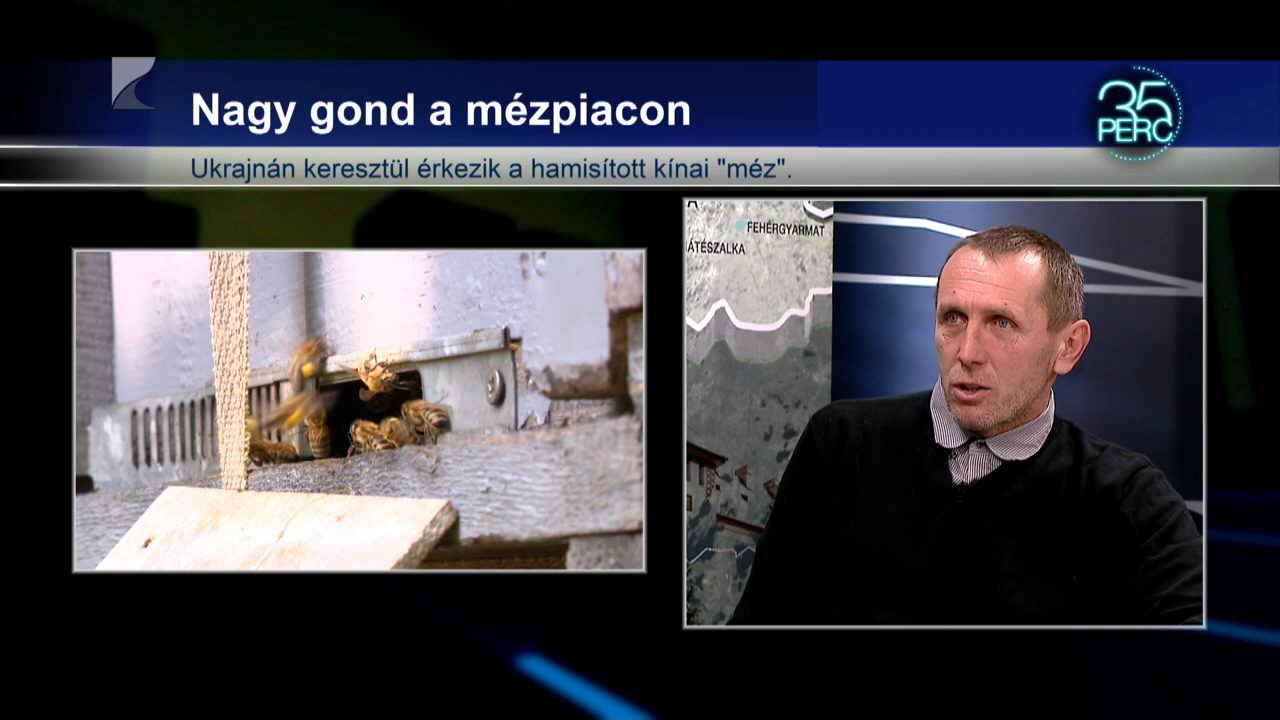 Nagy gond a mézpiacon
35
PERC
Ukrajnán keresztül érkezik a hamisított kínai "méz".
FEHÉRGYARMAT
ÁTÉSZALKA